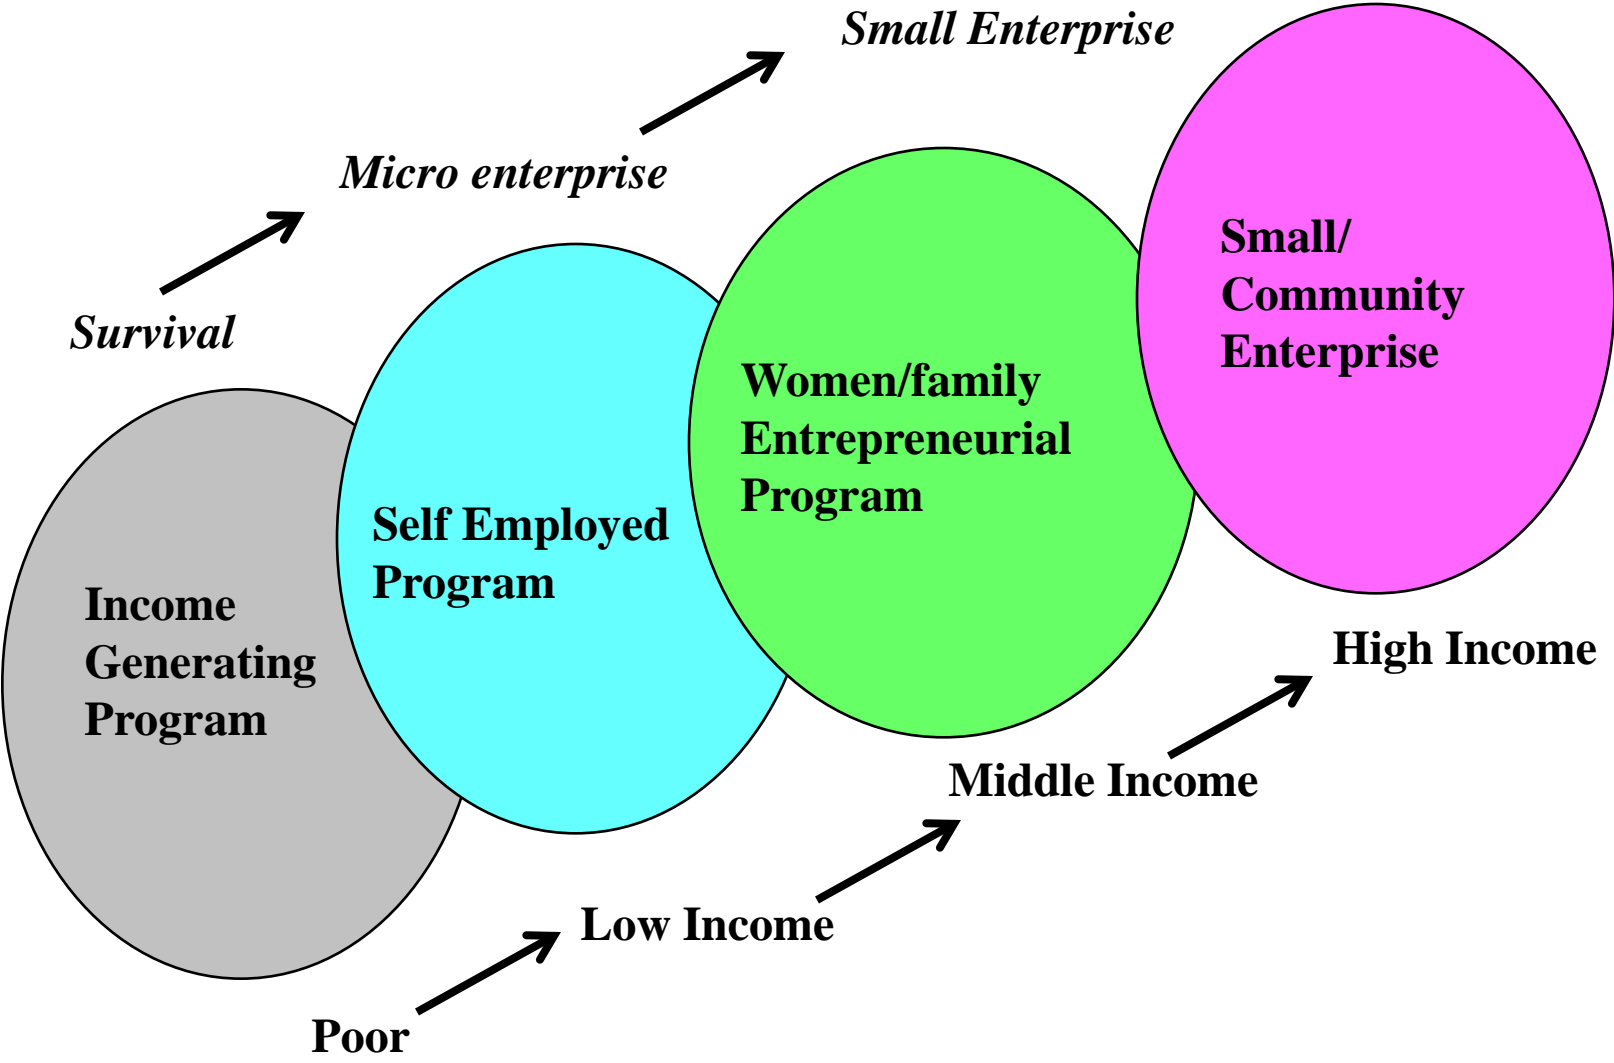 Small Enterprise
Micro enterprise
Survival
Small/
Community
Enterprise
Women/family
Entrepreneurial
Program
Self Employed
Program
Income
Generating
Program
High Income
Middle Income
Low Income
Poor